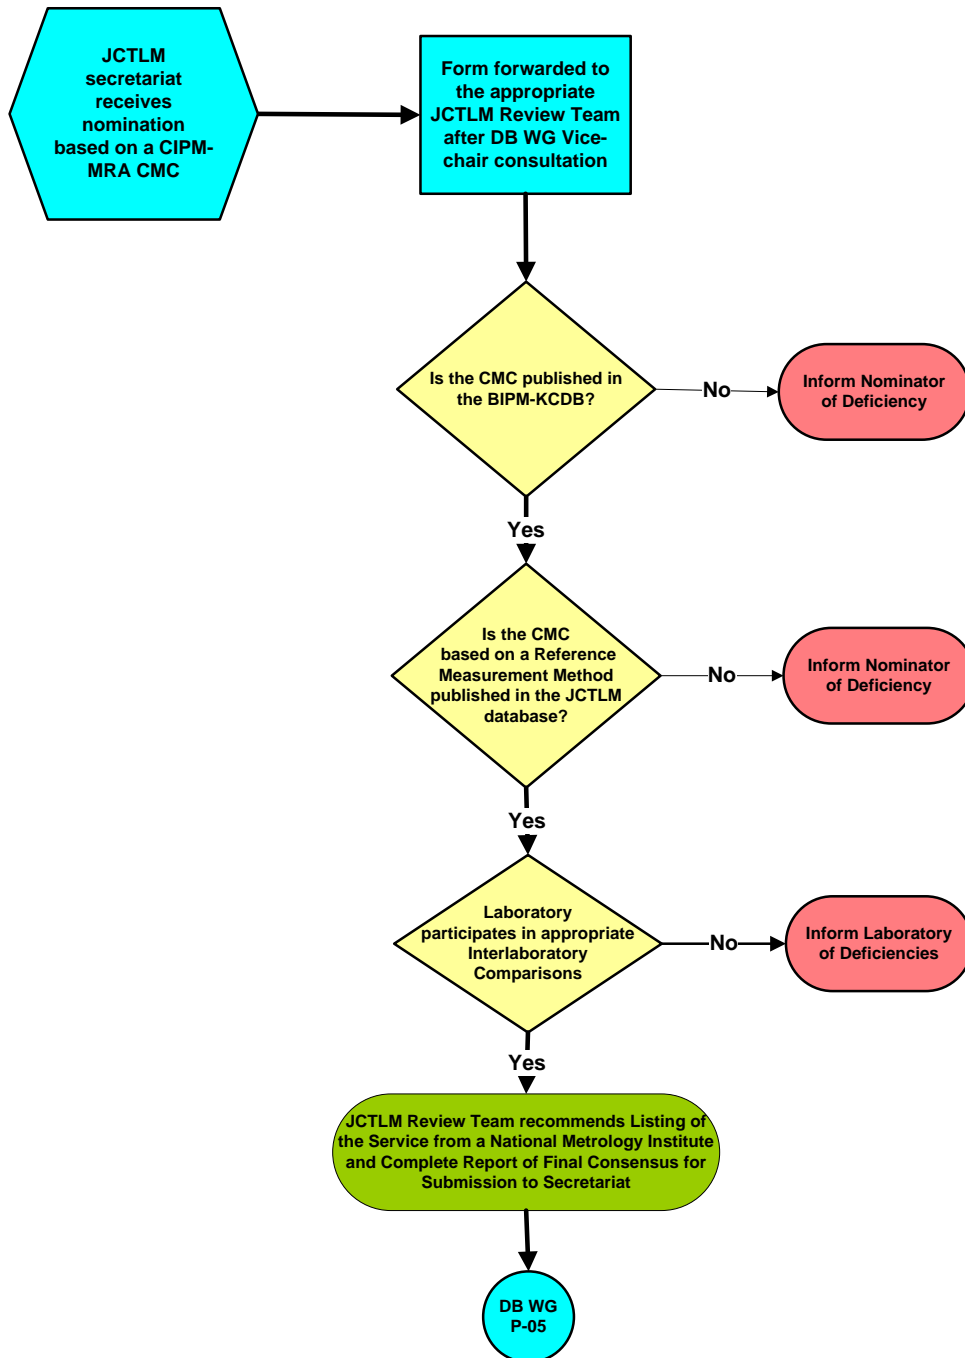 JCTLM
secretariat
receives
nomination
based on a CIPM-
MRA CMC
Form forwarded to
the appropriate
JCTLM Review Team
after DB WG Vice-
chair consultation
Is the CMC published in
the BIPM-KCDB?
No
Inform Nominator
of Deficiency
Yes
Is the CMC
based on a Reference
Measurement Method
published in the JCTLM
database?
No
Inform Nominator
of Deficiency
Yes
Laboratory
participates in appropriate
Interlaboratory
Comparisons
No
Inform Laboratory
of Deficiencies
Yes
JCTLM Review Team recommends Listing of
the Service from a National Metrology Institute
and Complete Report of Final Consensus for
Submission to Secretariat
DB WG
P-05